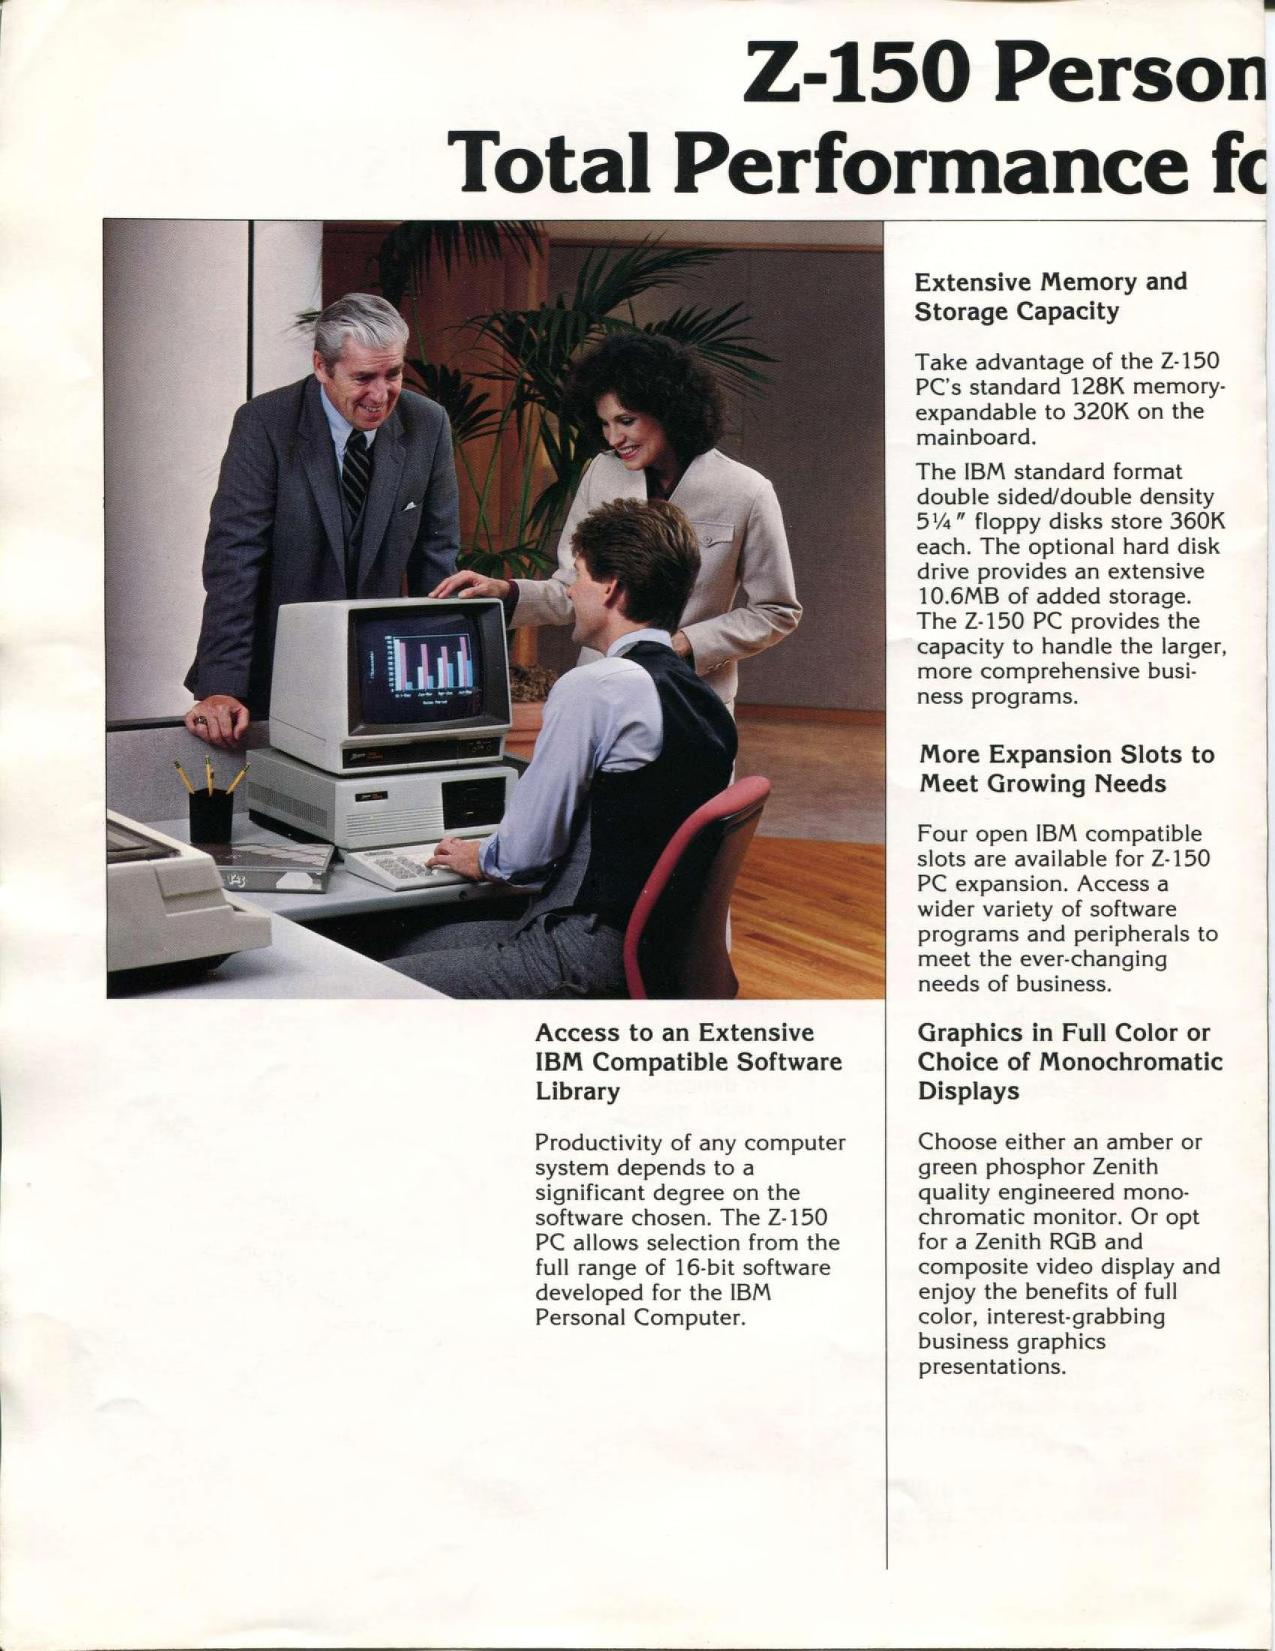 Z-150 Person
Total Performance fo
Extensive Memory and
Storage Capacity
Take advantage of the Z-150
PC's standard 128K memory-
expandable to 320K on the
mainboard.
The IBM standard format
double sided/double density
5¼" floppy disks store 360K
each. The optional hard disk
drive provides an extensive
10.6MB of added storage.
The Z-150 PC provides the
capacity to handle the larger,
more comprehensive busi-
ness programs.
More Expansion Slots to
Meet Growing Needs
Four open IBM compatible
slots are available for Z-150
PC expansion. Access a
wider variety of software
programs and peripherals to
meet the ever-changing
needs of business.
Access to an Extensive
IBM Compatible Software
Library
Productivity of any computer
system depends to a
significant degree on the
software chosen. The Z-150
PC allows selection from the
full range of 16-bit software
developed for the IBM
Personal Computer.
Graphics in Full Color or
Choice of Monochromatic
Displays
Choose either an amber or
green phosphor Zenith
quality engineered mono-
chromatic monitor. Or opt
for a Zenith RGB and
composite video display and
enjoy the benefits of full
color, interest-grabbing
business graphics
presentations.
123